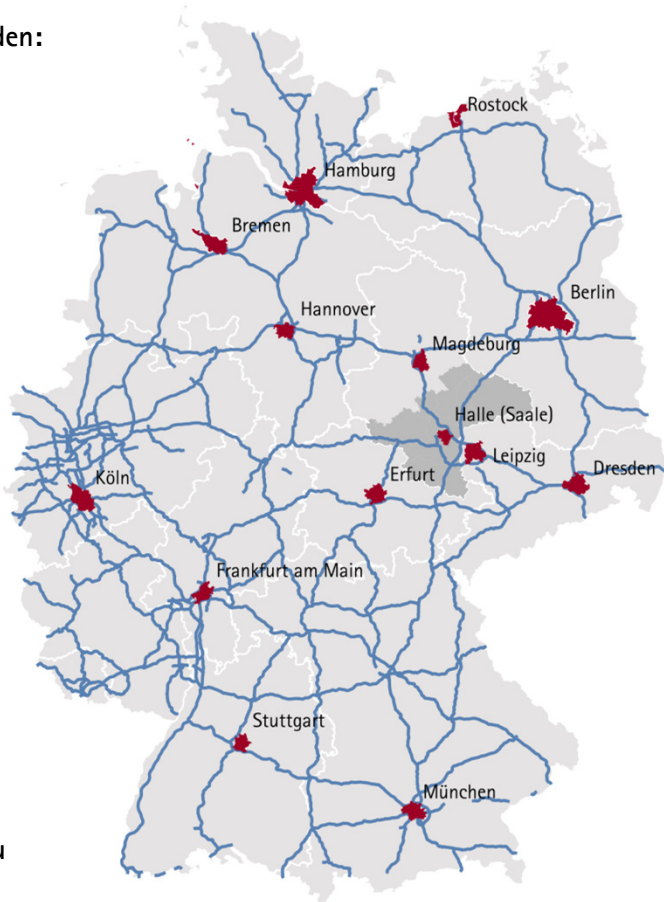 den:
Rostock
Hamburg
Bremen
Berlin
Hannover
Magdeburg
Halle (Saale)
Leipzig
Köln
Erfurt
Dresden
Frankfurt am Main
Stuttgart
München
u